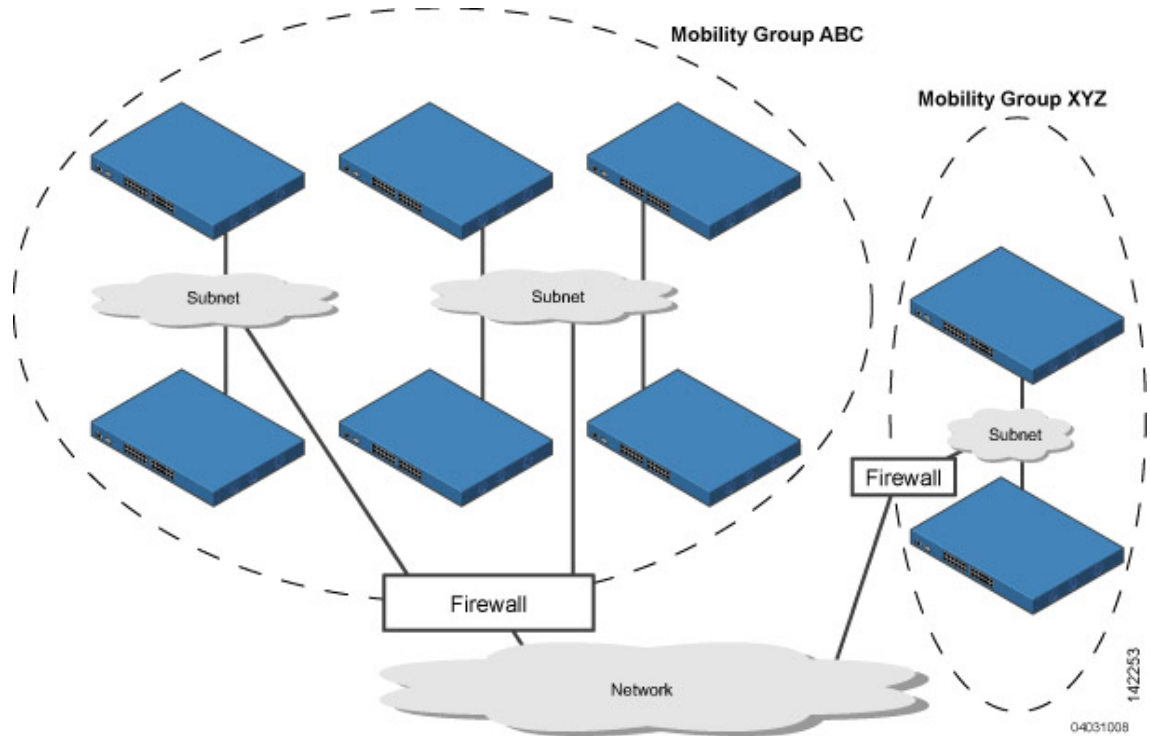 Mobility Group ABC
Mobility Group XYZ
Subnet
Subnet
Subnet
Firewall
Firewall
Network
142253
04031008